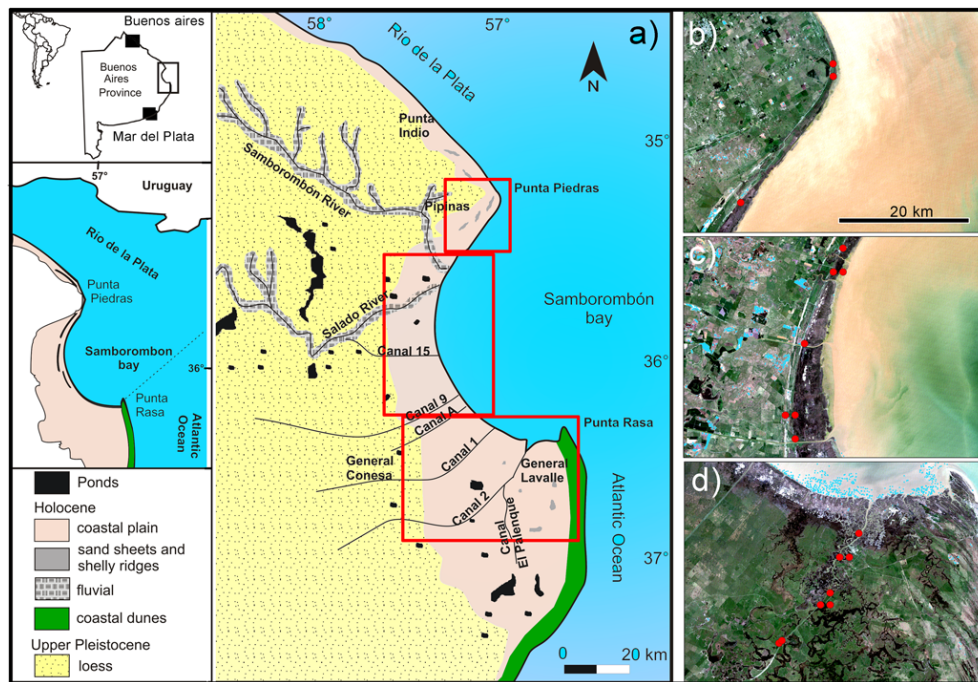 Buenos aires
Buenos
Aires
Province
Mar del Plata
57°
Uruguay
Río de la Plata
Punta
Piedras
Samborombon
bay
36°
Punta
Rasa
Atlantic
Ocean
Ponds
Holocene
coastal plain
sand sheets and
shelly ridges
fluvial
coastal dunes
Upper Pleistocene
loess
58°
57°
a)
Río de la Plata
N
Punta
Indio
35°
Samborombón River
Pipinas
Punta Piedras
Samborombón
bay
Salado River
Canal 15
36°
Canal 9
Canal A
Canal 1
Punta Rasa
General
Conesa
General
Lavalle
Canal 2
Canal
El Palenque
Atlantic Ocean
37°
0
20 km
b)
20 km
c)
d)